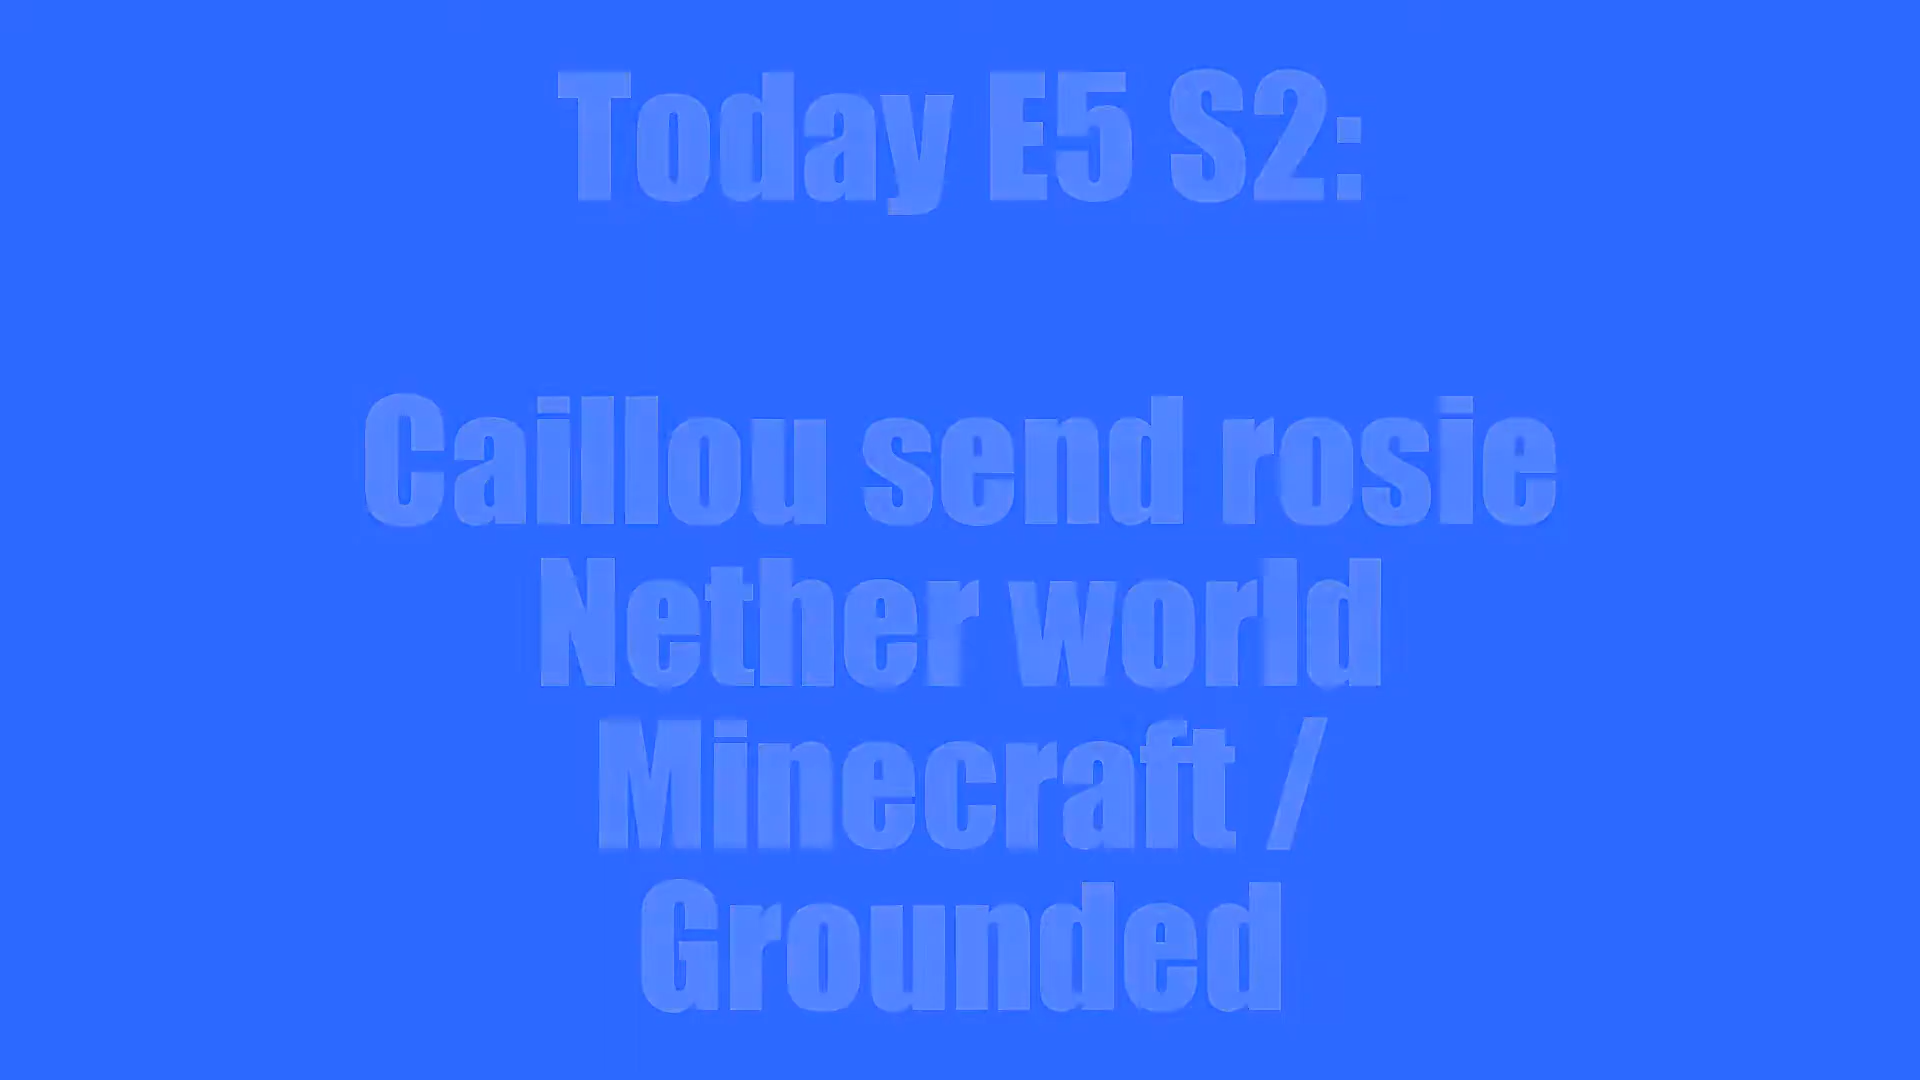 Today E5 S2:
Caillou send rosie
Nether world
Minecraft /
Grounded